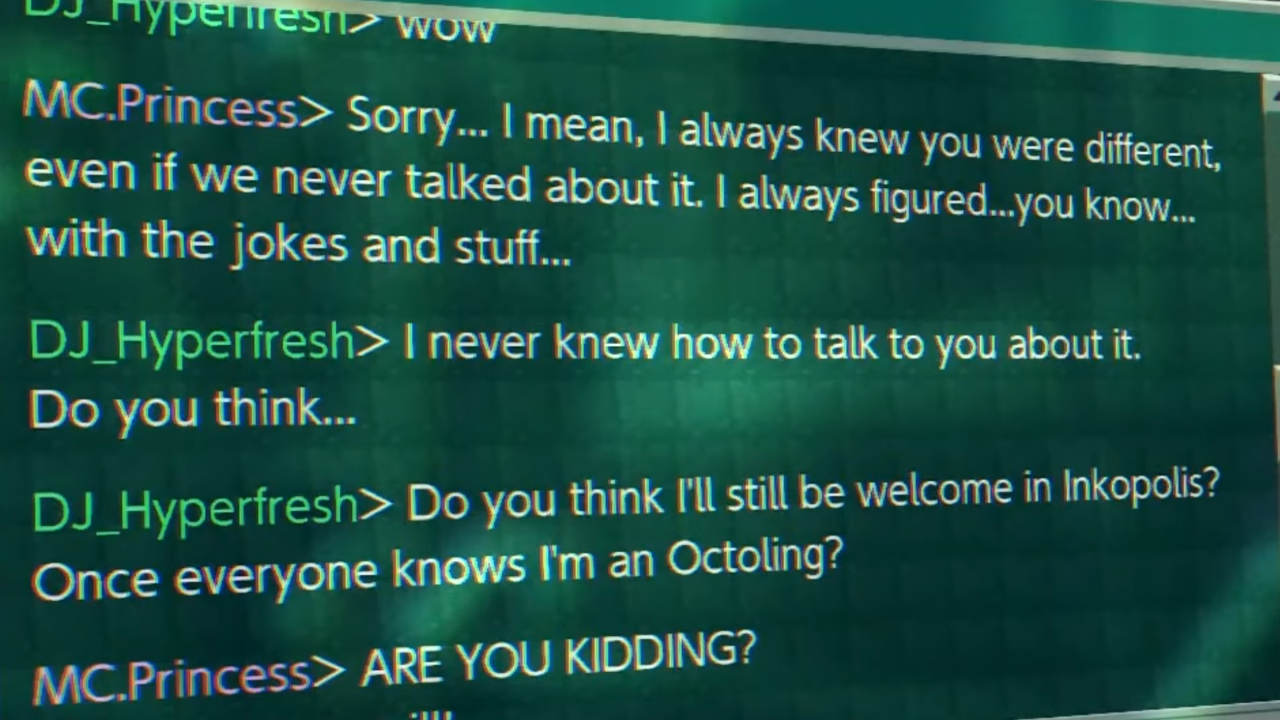 DJ_Hyperfresh> wow
MC.Princess> Sorry... I mean, I always knew you were different,
even if we never talked about it. I always figured...you know...
with the jokes and stuff...
DJ_Hyperfresh> I never knew how to talk to you about it.
Do you think...
DJ_Hyperfresh> Do you think I'll still be welcome in Inkopolis?
Once everyone knows I'm an Octoling?
MC.Princess> ARE YOU KIDDING?